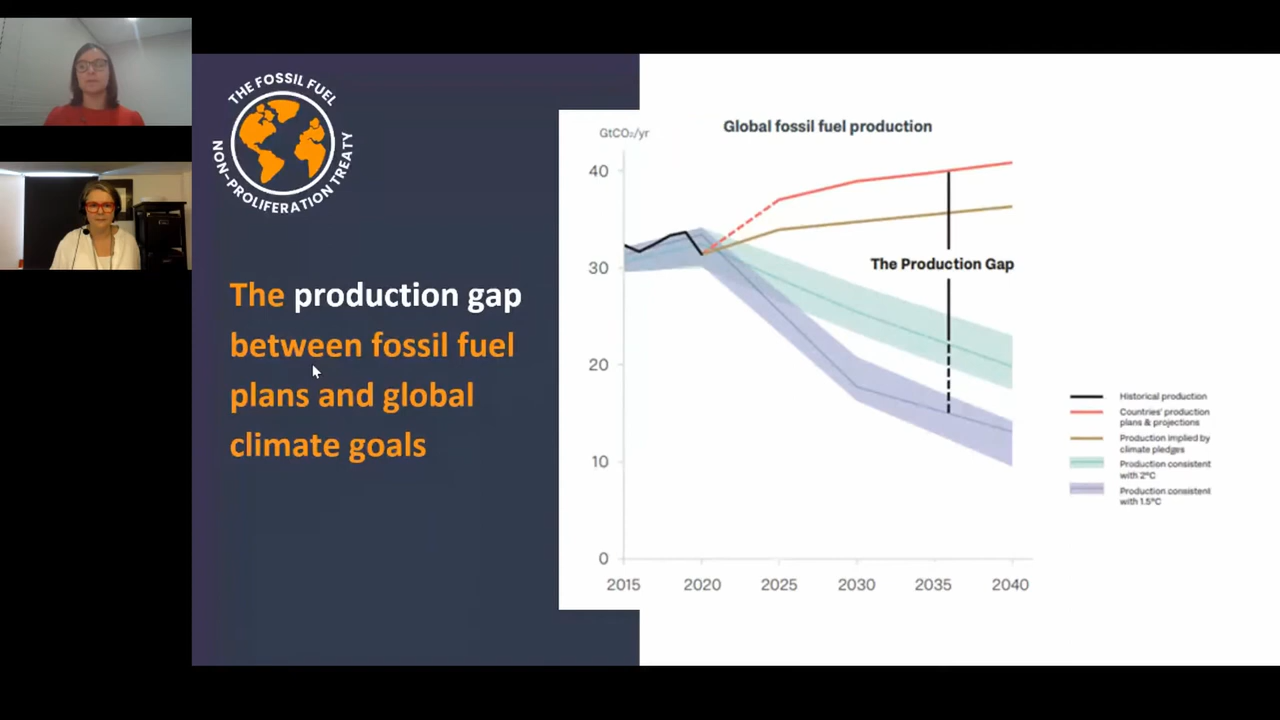 THE FOSSIL FUEL
NON-PROLIFERATION TREATY
The production gap
between fossil fuel
plans and global
climate goals
Global fossil fuel production
GtCO₂/yr
40
30
20
10
0
2015 2020 2025 2030 2035 2040
The Production Gap
Historical production
Countries' production
plans & projections
Production implied by
climate pledges
Production consistent
with 2°C
Production consistent
with 1.5°C